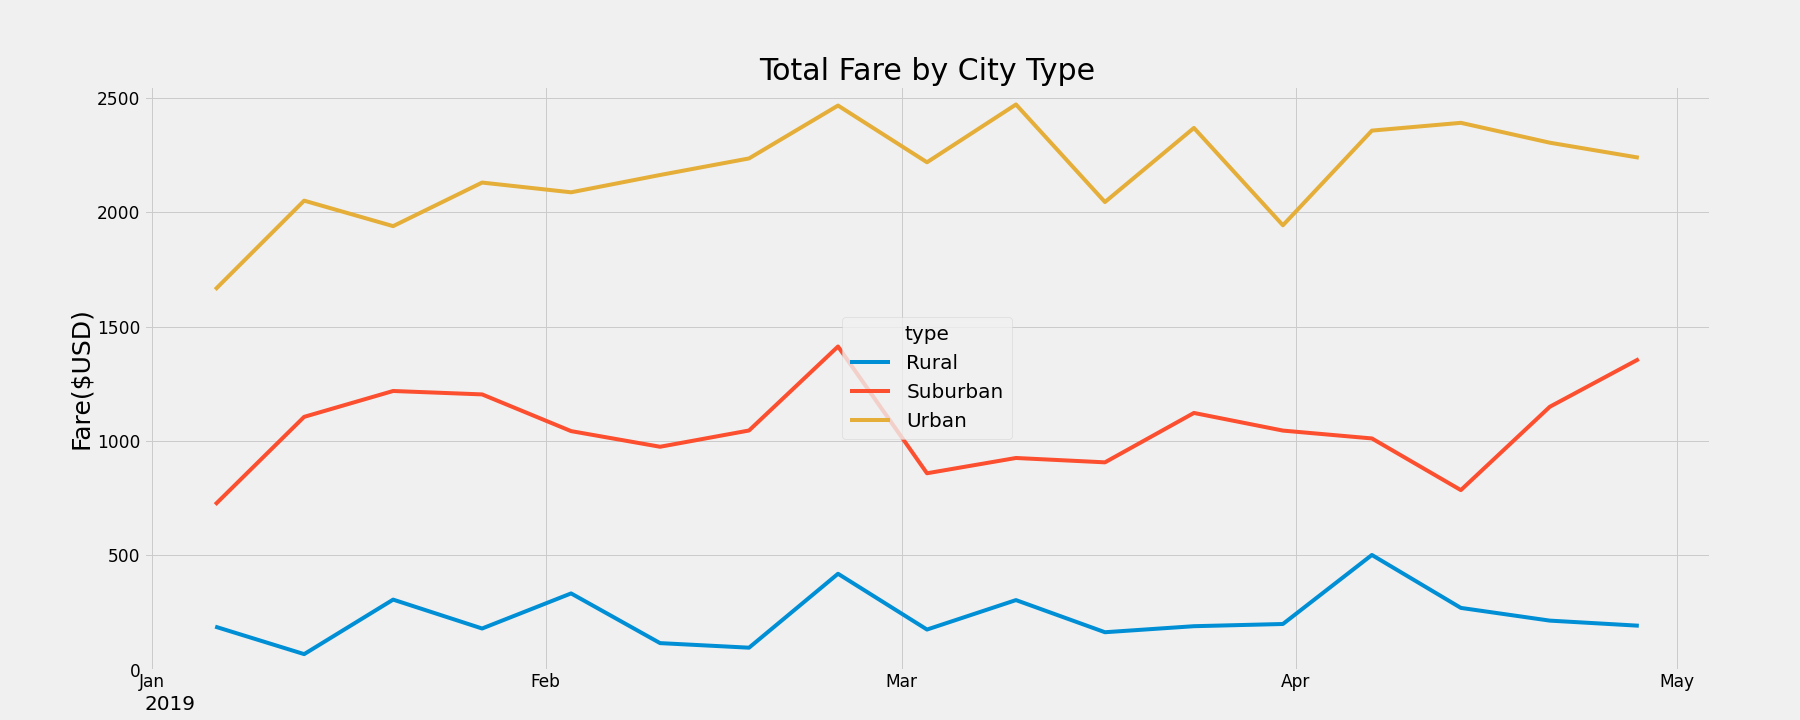 Total Fare by City Type
Fare($USD)
2500
2000
1500
1000
500
0
type
Rural
Suburban
Urban
Jan Feb Mar Apr May
2019